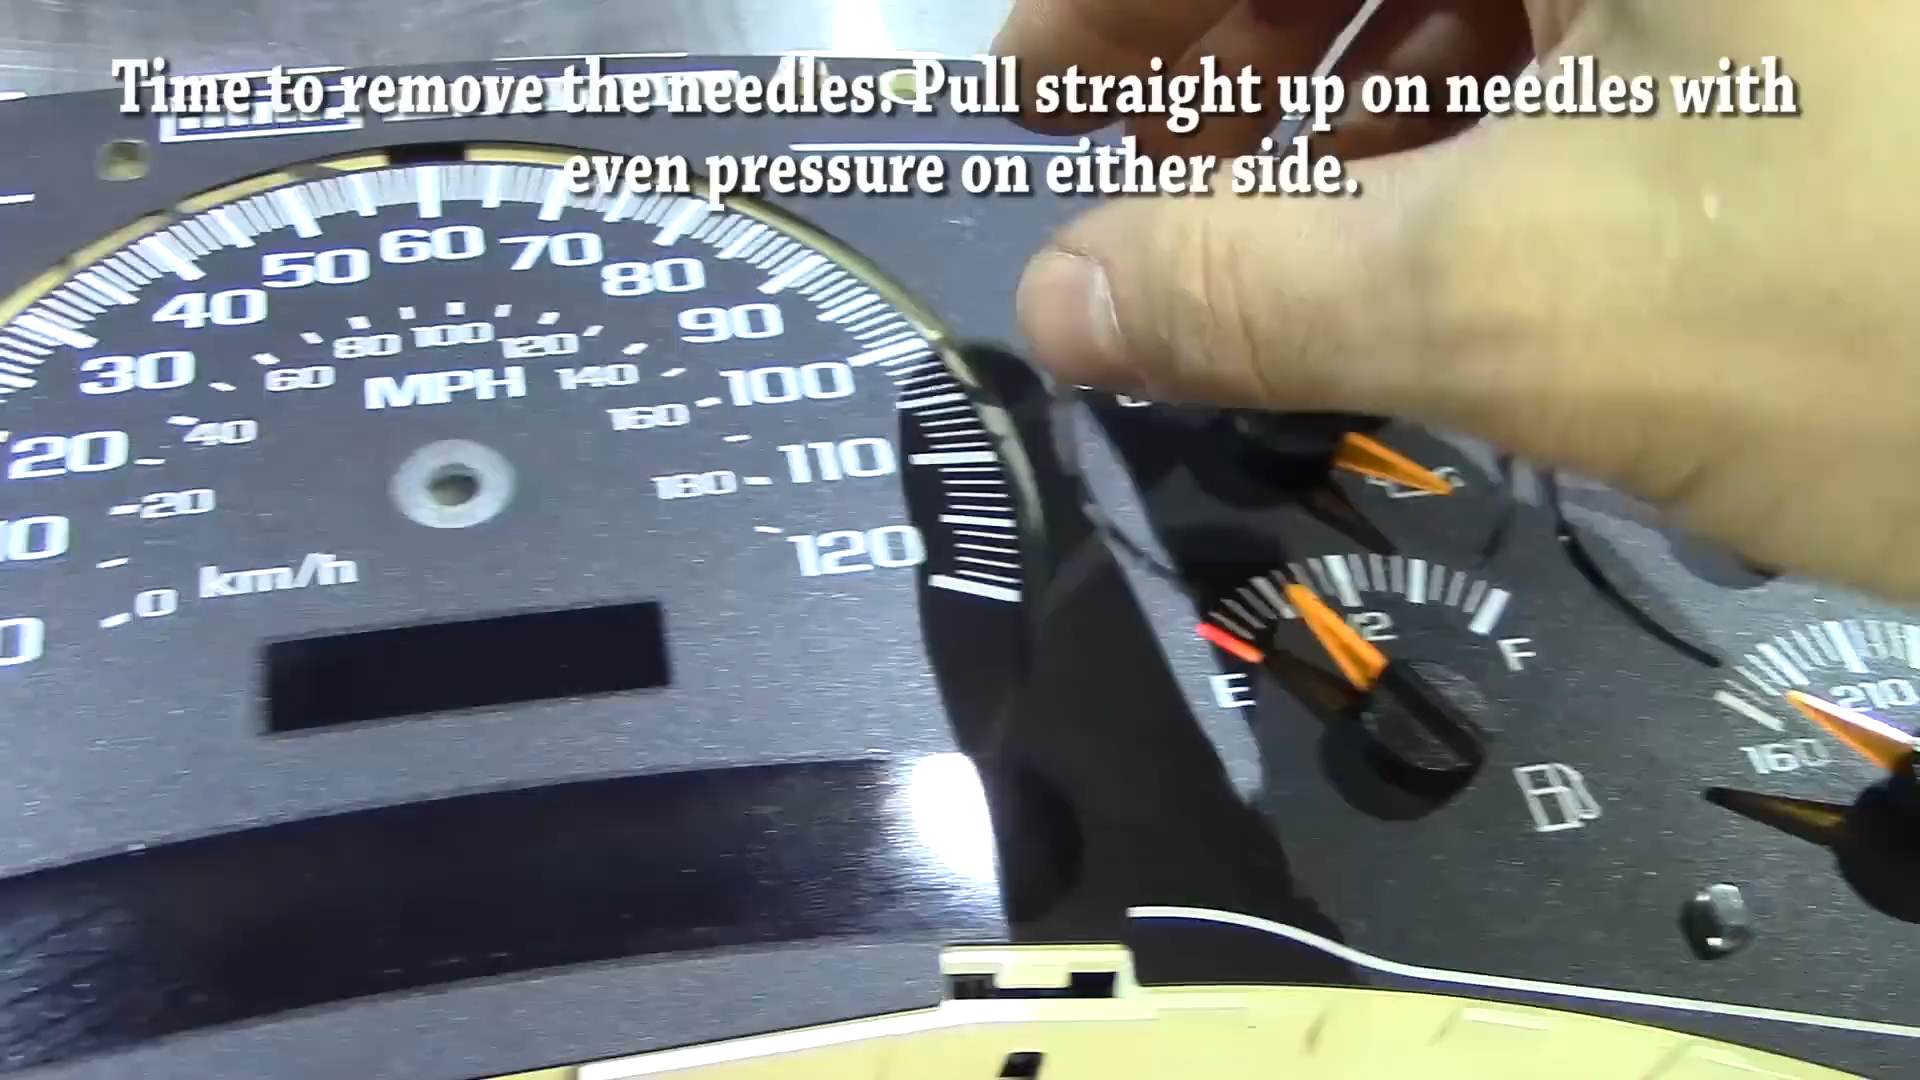 Time to remove the needles. Pull straight up on needles with
even pressure on either side.
50 60 70
40 80
30 90
20 100
110
120
MPH
80 100 120
60 140
40 160
20 180
0 km/h
2
E F
210
160